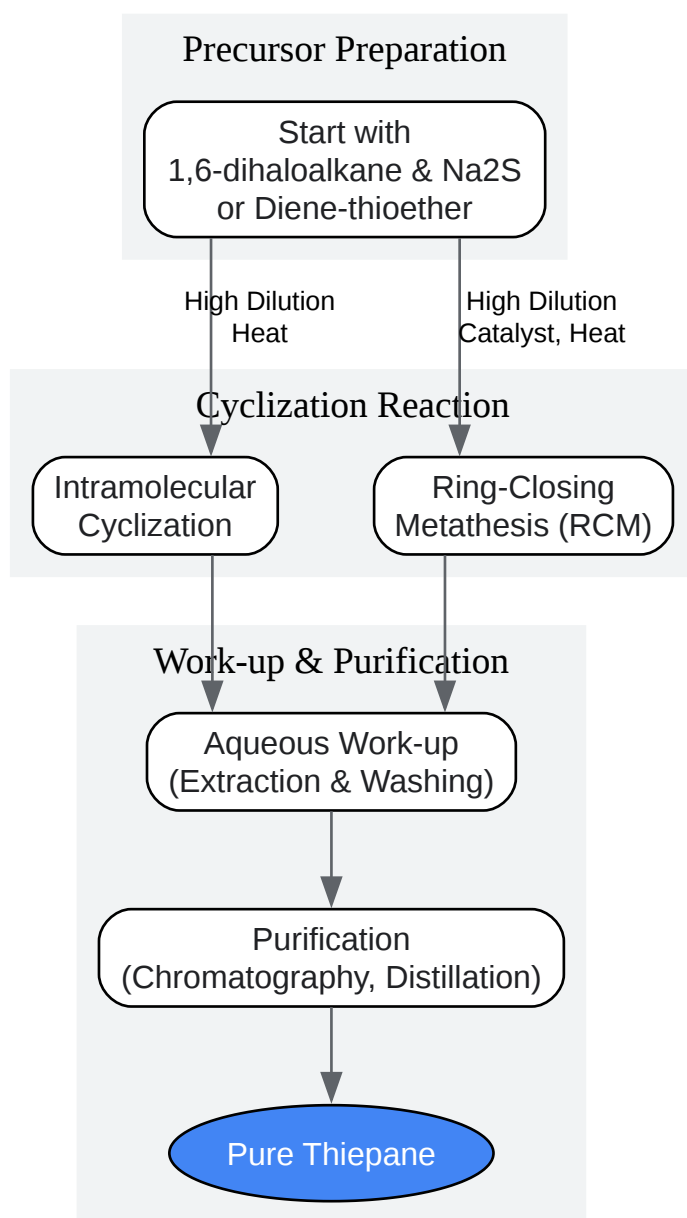 Precursor Preparation
Start with
1,6-dihaloalkane & Na2S
or Diene-thioether
High Dilution
Heat
High Dilution
Catalyst, Heat
Cyclization Reaction
Intramolecular
Cyclization
Ring-Closing
Metathesis (RCM)
Work-up & Purification
Aqueous Work-up
(Extraction & Washing)
Purification
(Chromatography, Distillation)
Pure Thiepane